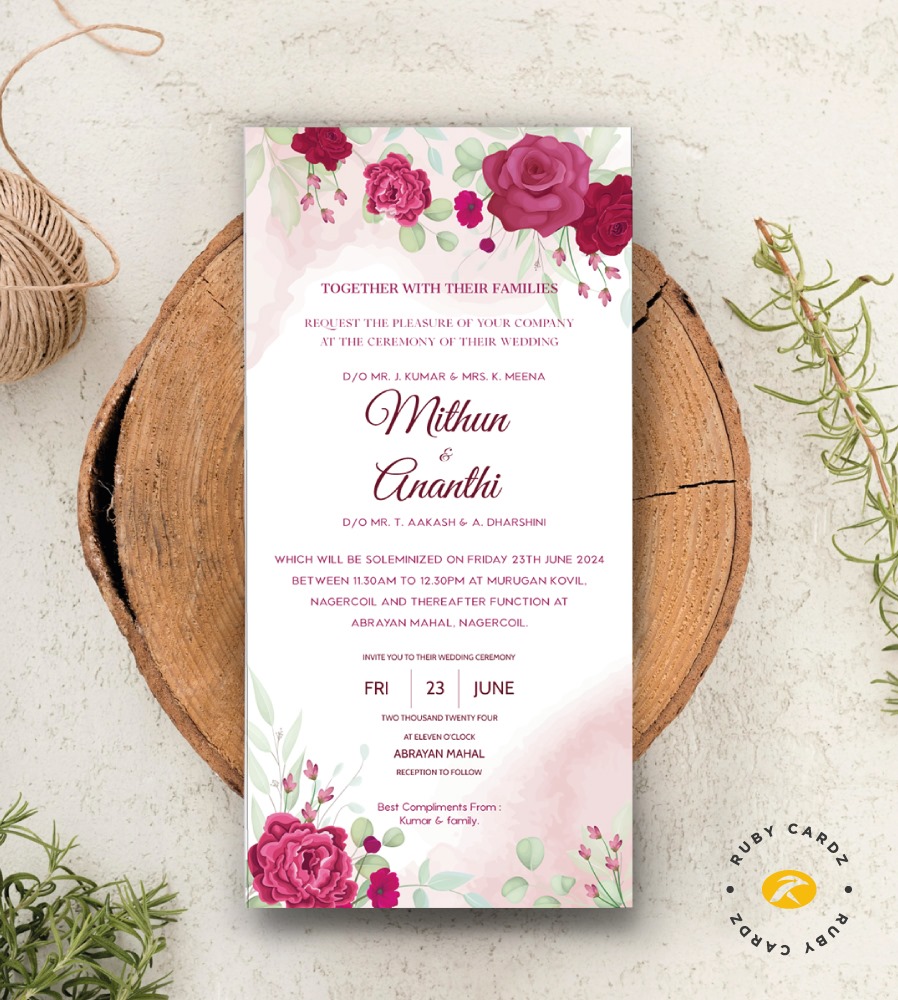 TOGETHER WITH THEIR FAMILIES
REQUEST THE PLEASURE OF YOUR COMPANY
AT THE CEREMONY OF THEIR WEDDING
D/O MR. J. KUMAR & MRS. K. MEENA
Mithun
&
Ananthi
D/O MR. T. AAKASH & A. DHARSHINI
WHICH WILL BE SOLEMINIZED ON FRIDAY 23TH JUNE 2024
BETWEEN 11.30AM TO 12.30PM AT MURUGAN KOVIL,
NAGERCOIL AND THEREAFTER FUNCTION AT
ABRAYAN MAHAL, NAGERCOIL.
INVITE YOU TO THEIR WEDDING CEREMONY
FRI 23 JUNE
TWO THOUSAND TWENTY FOUR
AT ELEVEN O'CLOCK
ABRAYAN MAHAL
RECEPTION TO FOLLOW
Best Compliments From :
Kumar & family.
RUBY CARDZ
RUBY CARDZ